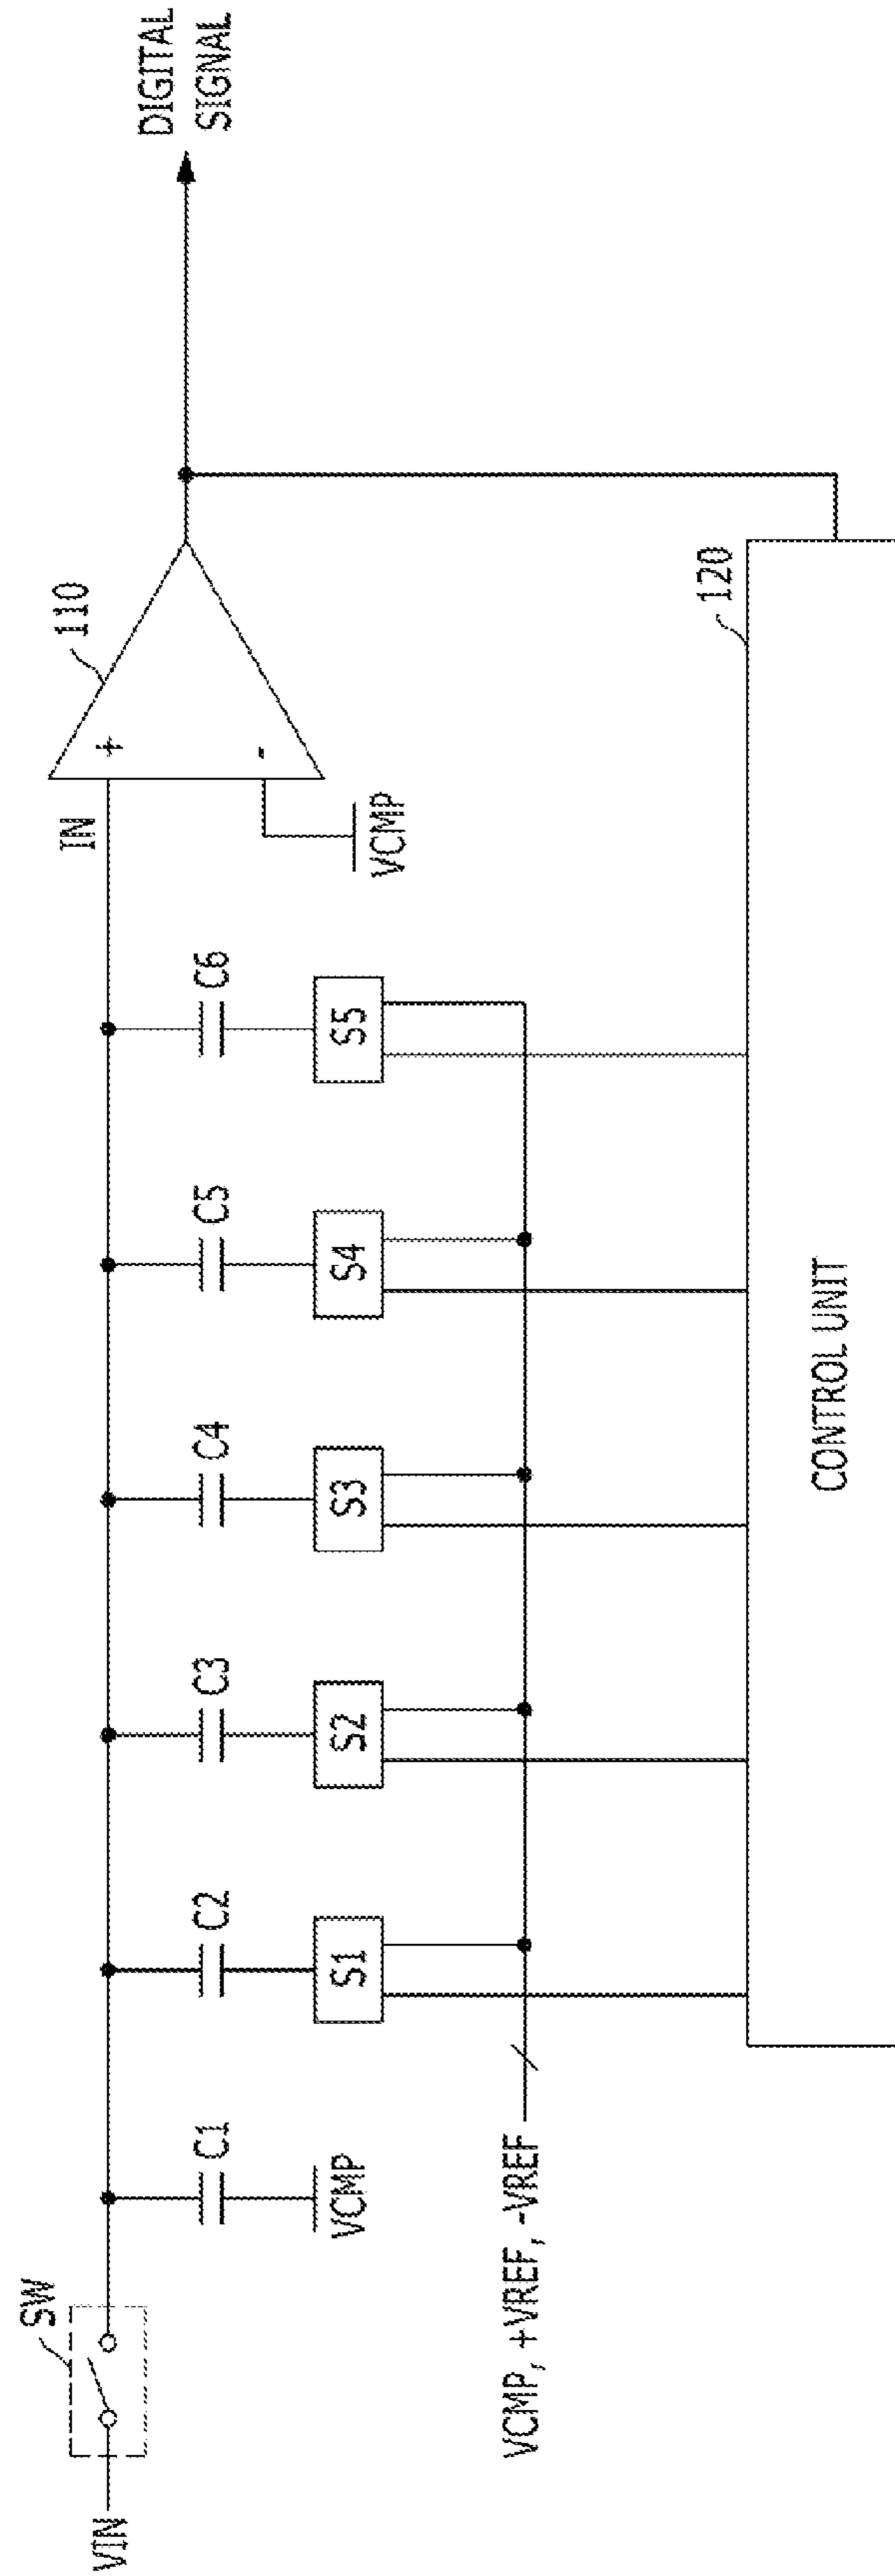 VIN
SW
C1
C2
C3
C4
C5
C6
IN
110
+
-
DIGITAL
SIGNAL
VCMP
S1
S2
S3
S4
S5
VCMP
VCMP, +VREF, -VREF
120
CONTROL UNIT